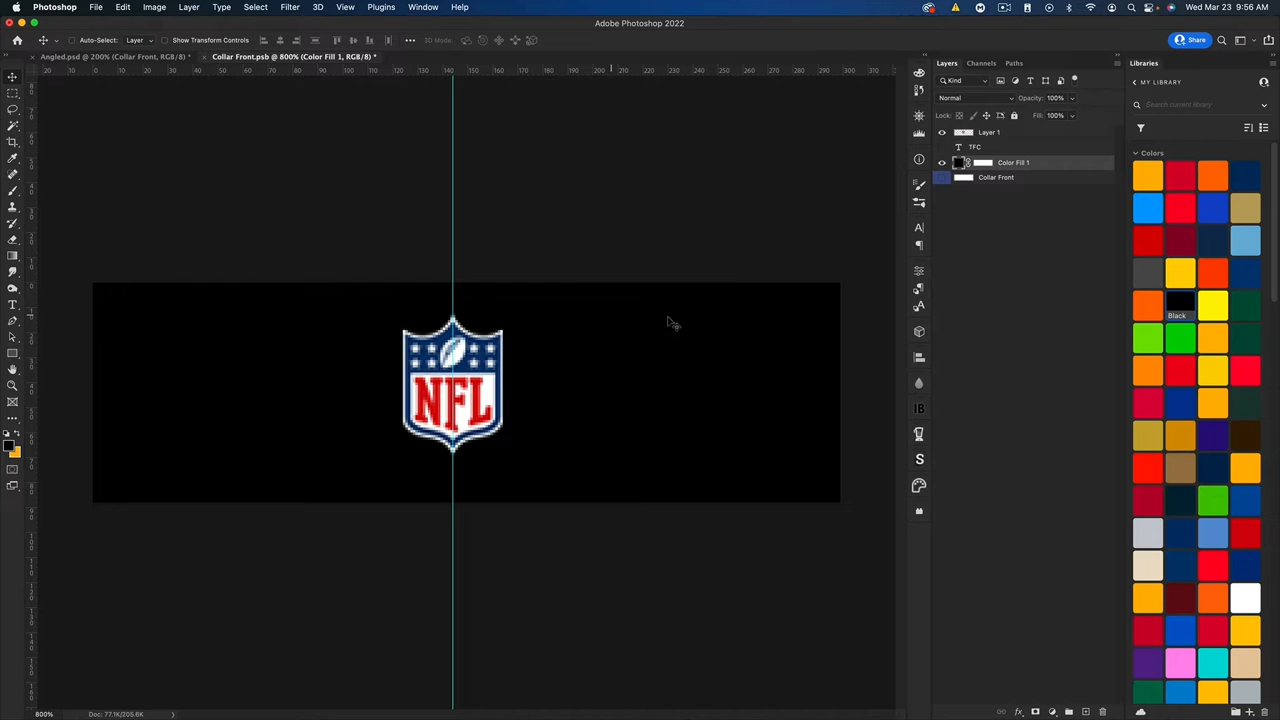 Photoshop File Edit Image Layer Type Select Filter 3D View Plugins Window Help Wed Mar 23 9:56 AM
Adobe Photoshop 2022
Auto-Select: Layer Show Transform Controls 3D Mode: Share
Angled.psd @ 200% (Collar Front, RGB/8) * Collar Front.psb @ 800% (Color Fill 1, RGB/8) *
Layers Channels Paths
Libraries
Kind
MY LIBRARY
Normal Opacity: 100%
Search current library
Lock: Fill: 100%
Layer 1
TFC
Color Fill 1
Collar Front
Colors
Black
NFL
800% Doc: 77.1K/205.6K